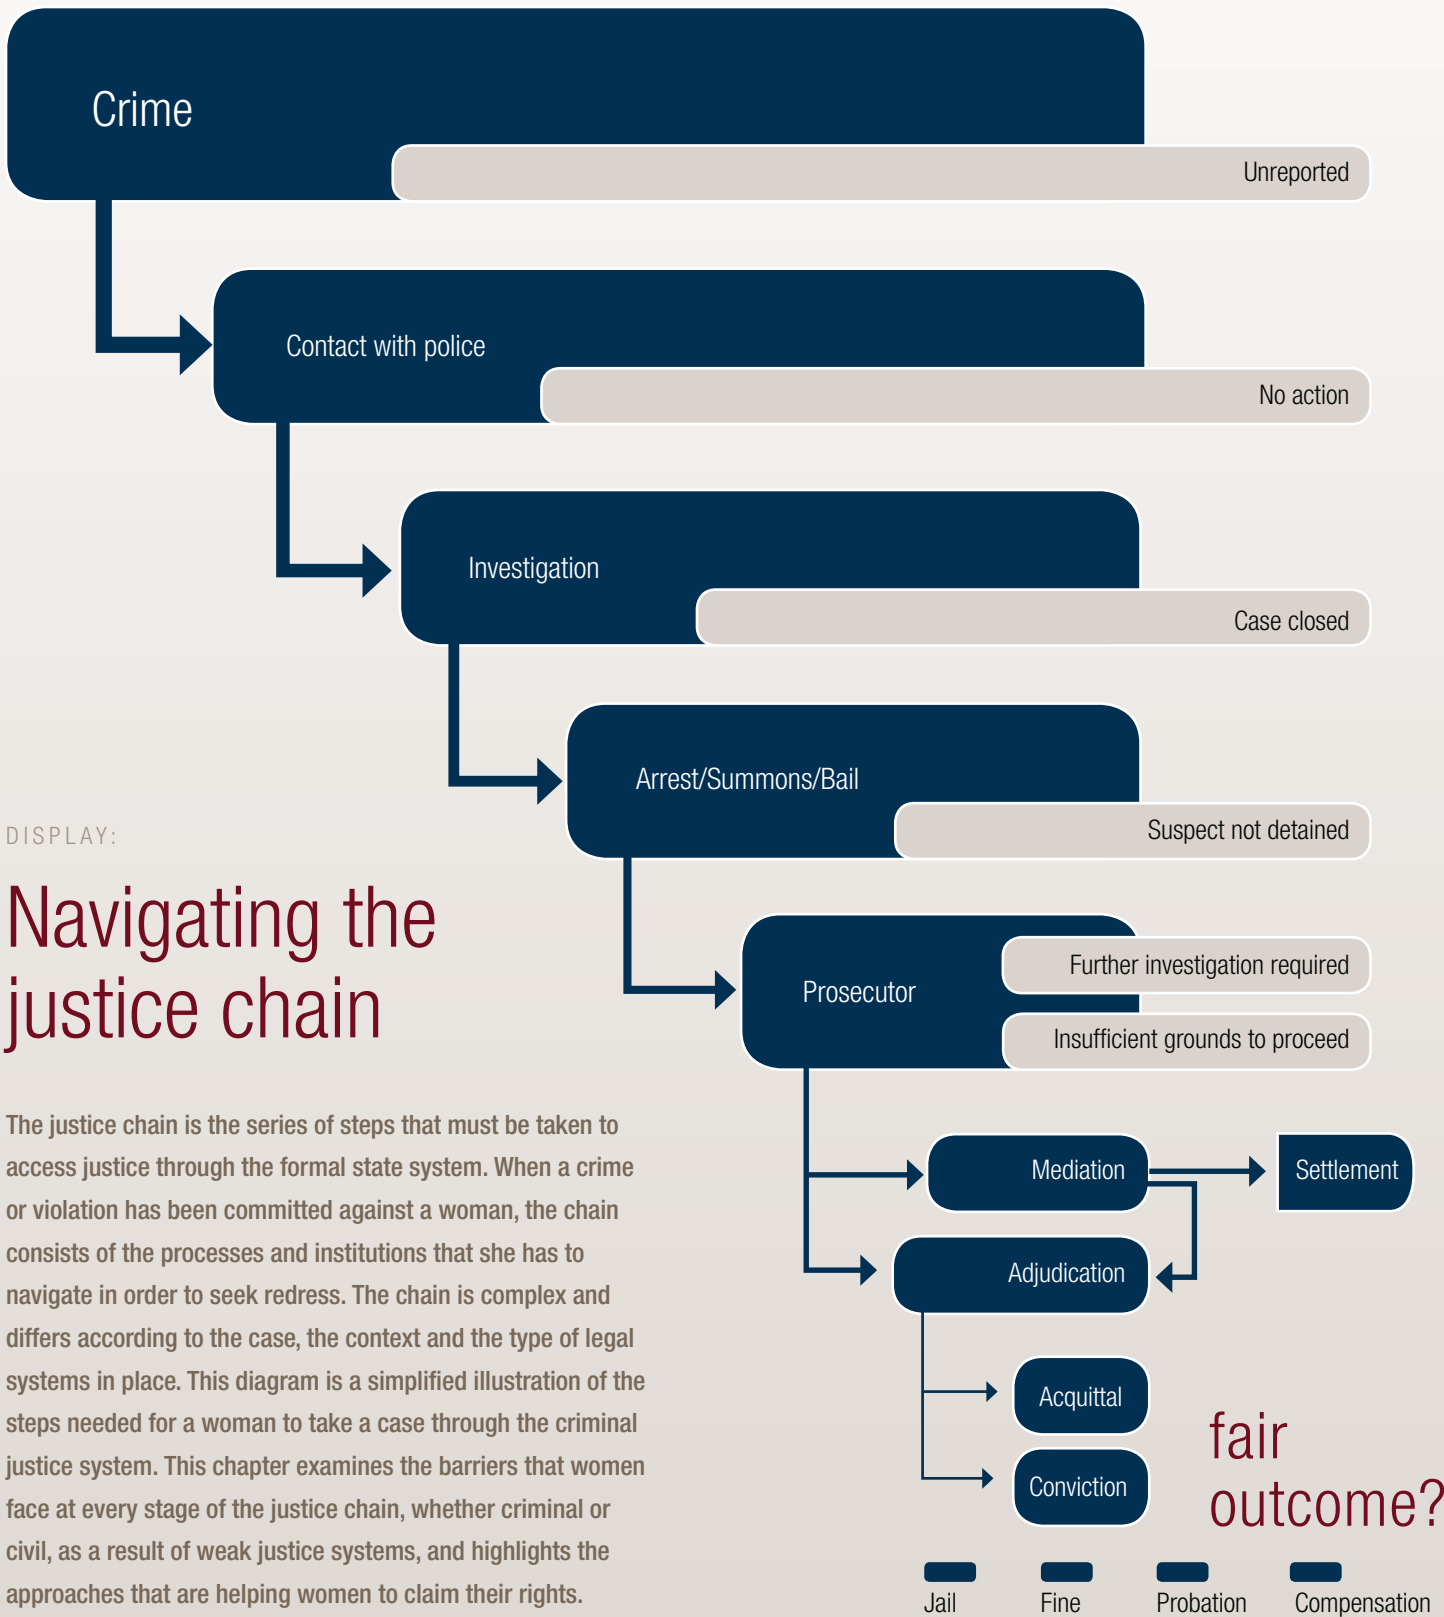 Crime
Unreported
Contact with police
No action
Investigation
Case closed
Arrest/Summons/Bail
Suspect not detained
Prosecutor
Further investigation required
Insufficient grounds to proceed
Mediation
Settlement
Adjudication
Acquittal
Conviction
fair
outcome?
Jail
Fine
Probation
Compensation
DISPLAY:
Navigating the
justice chain
The justice chain is the series of steps that must be taken to
access justice through the formal state system. When a crime
or violation has been committed against a woman, the chain
consists of the processes and institutions that she has to
navigate in order to seek redress. The chain is complex and
differs according to the case, the context and the type of legal
systems in place. This diagram is a simplified illustration of the
steps needed for a woman to take a case through the criminal
justice system. This chapter examines the barriers that women
face at every stage of the justice chain, whether criminal or
civil, as a result of weak justice systems, and highlights the
approaches that are helping women to claim their rights.